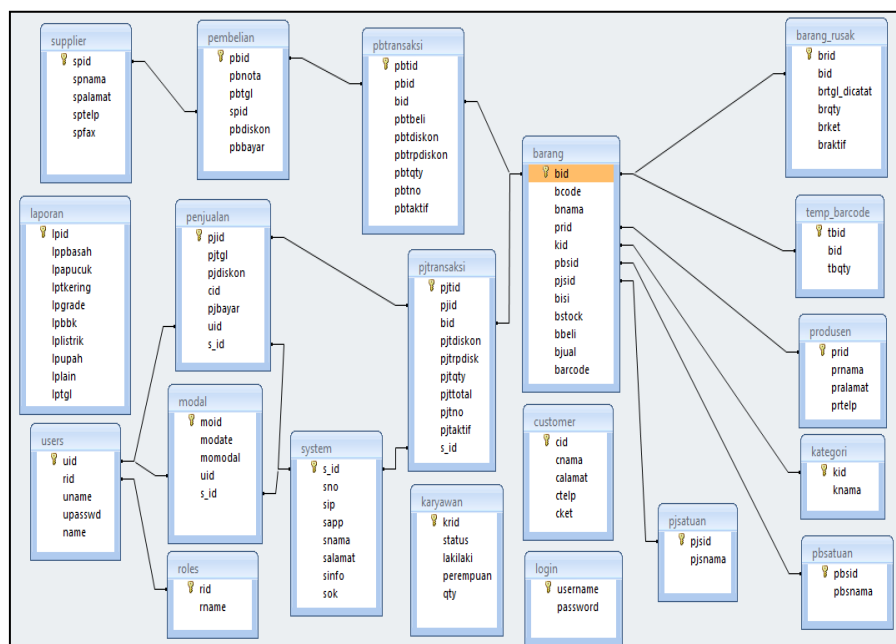 supplier
spid
spnama
spalamat
sptelp
spfax
pembelian
pbid
pbnota
pbtgl
spid
pbdiskon
pbbayar
pbtransaksi
pbtid
pbid
bid
pbtbeli
pbtdiskon
pbtrpdiskon
pbtqty
pbtno
pbtaktif
barang
bid
bcode
bnama
prid
kid
pbsid
pjsid
bisi
bstock
bbeli
bjual
barcode
barang_rusak
brid
bid
brtgl_dicatat
brqty
brket
braktif
temp_barcode
tbid
bid
tbqty
laporan
lpid
lppbasah
lpapucuk
lptkering
lpgrade
lpbbk
lplistrik
lpupah
lplain
lptgl
penjualan
pjid
pjtgl
pjdiskon
cid
pjbayar
uid
s_id
pjtransaksi
pjtid
pjid
bid
pjtdiskon
pjtrpdisk
pjtqty
pjttotal
pjtno
pjtaktif
s_id
produsen
prid
prnama
pralamat
prtelp
users
uid
rid
uname
upasswd
name
modal
moid
modate
momodal
uid
s_id
system
s_id
sno
sip
sapp
snama
salamat
sinfo
sok
customer
cid
cnama
calamat
ctelp
cket
kategori
kid
knama
karyawan
krid
status
lakilaki
perempuan
qty
pjsatuan
pjsid
pjsnama
pbsatuan
pbsid
pbsnama
roles
rid
rname
login
username
password